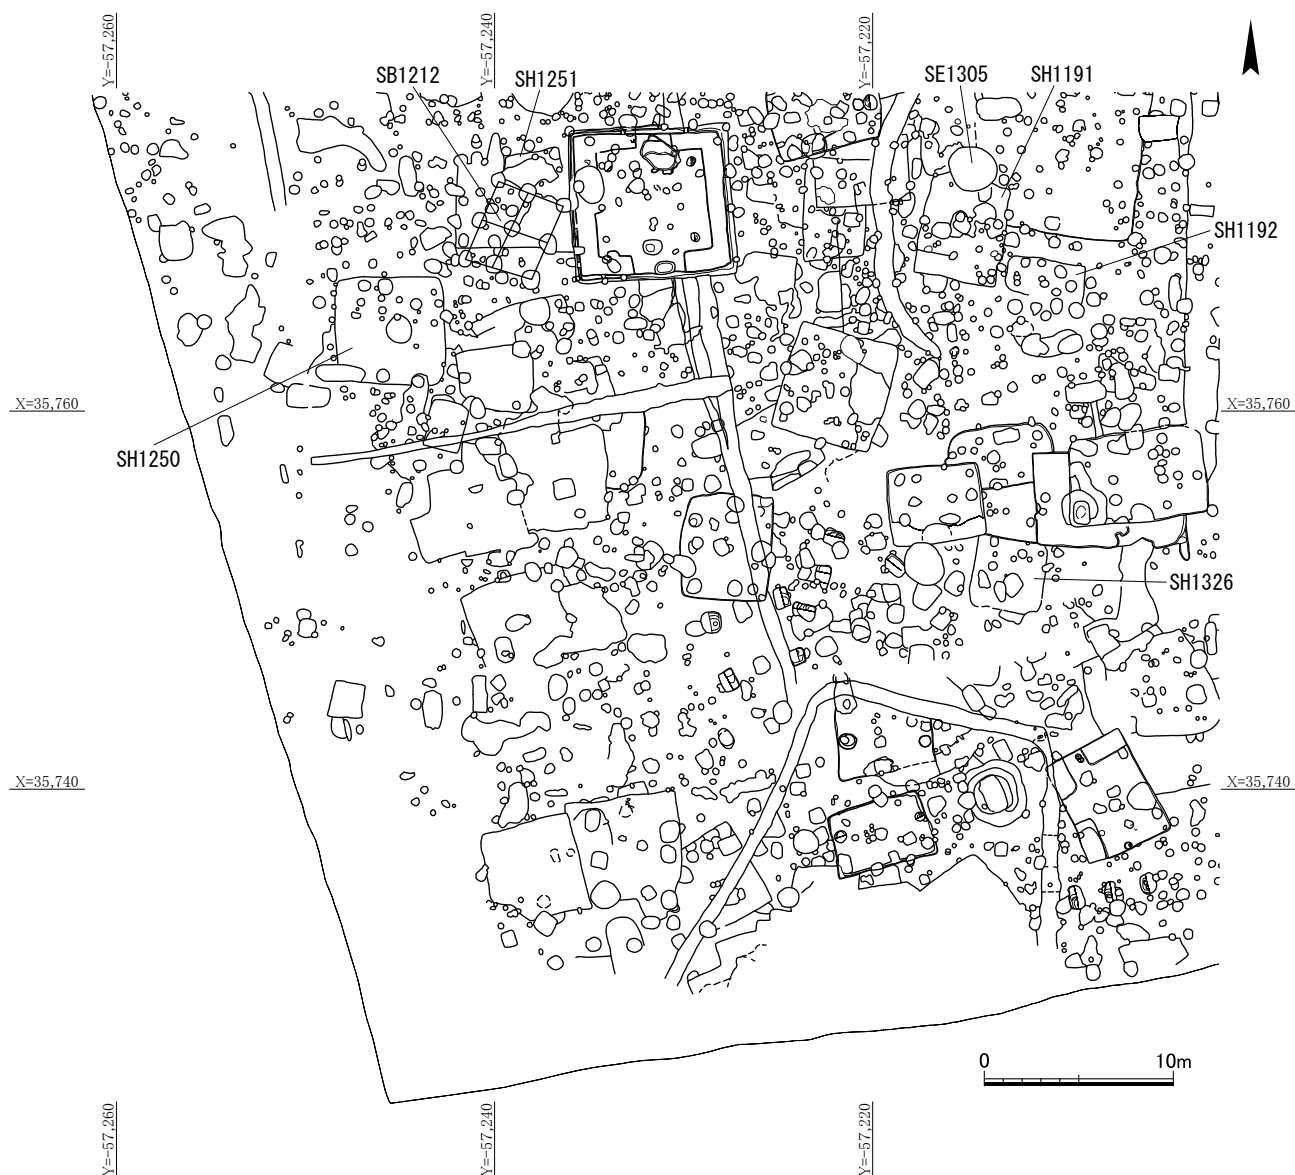 Y=-57,260
Y=-57,240
Y=-57,220
SB1212
SH1251
SE1305
SH1191
SH1192
X=35,760
X=35,760
SH1250
SH1326
X=35,740
X=35,740
0
10m
Y=-57,260
Y=-57,240
Y=-57,220